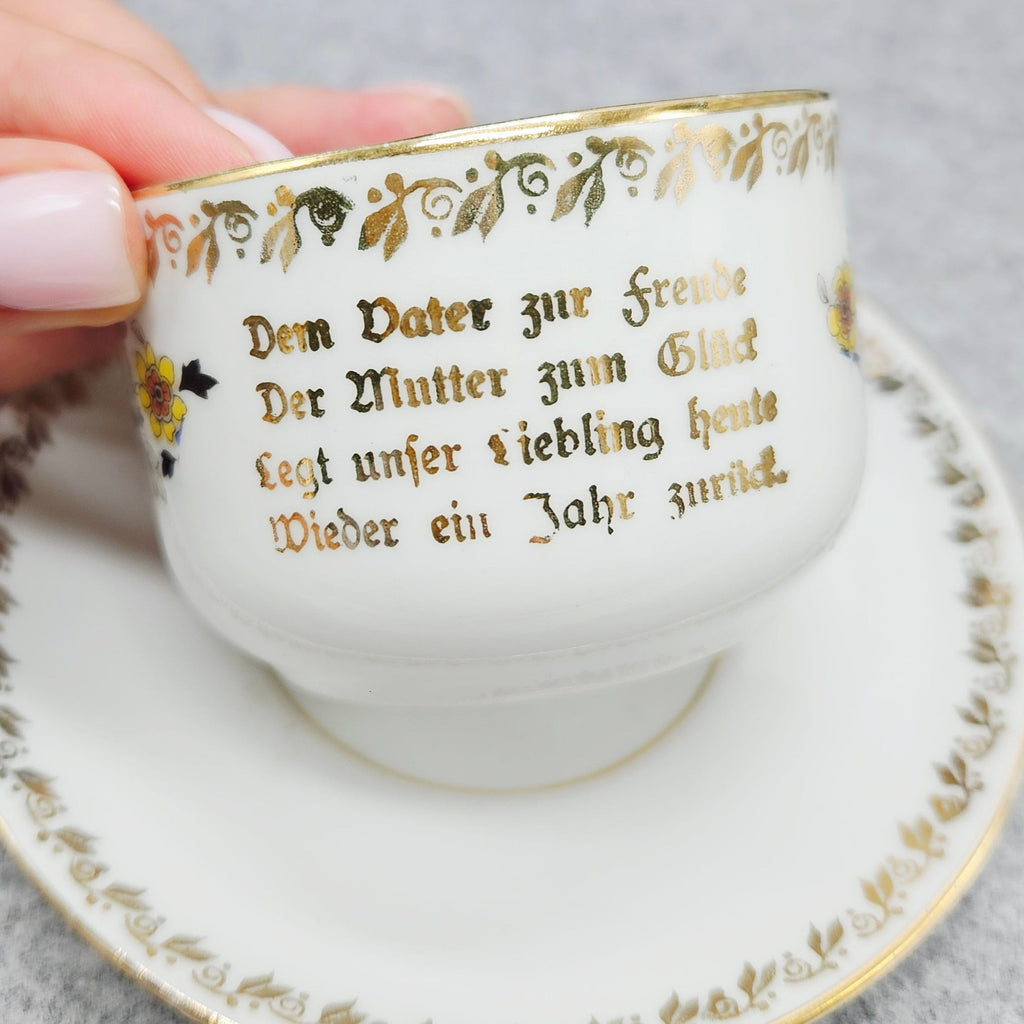 Dem Vater zur Freude
Der Mutter zum Glück
Legt unser Liebling heute
Wieder ein Jahr zurück.